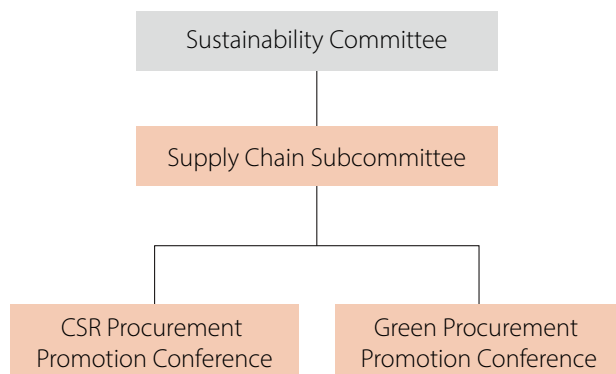 Sustainability Committee
Supply Chain Subcommittee
CSR Procurement
Promotion Conference
Green Procurement
Promotion Conference